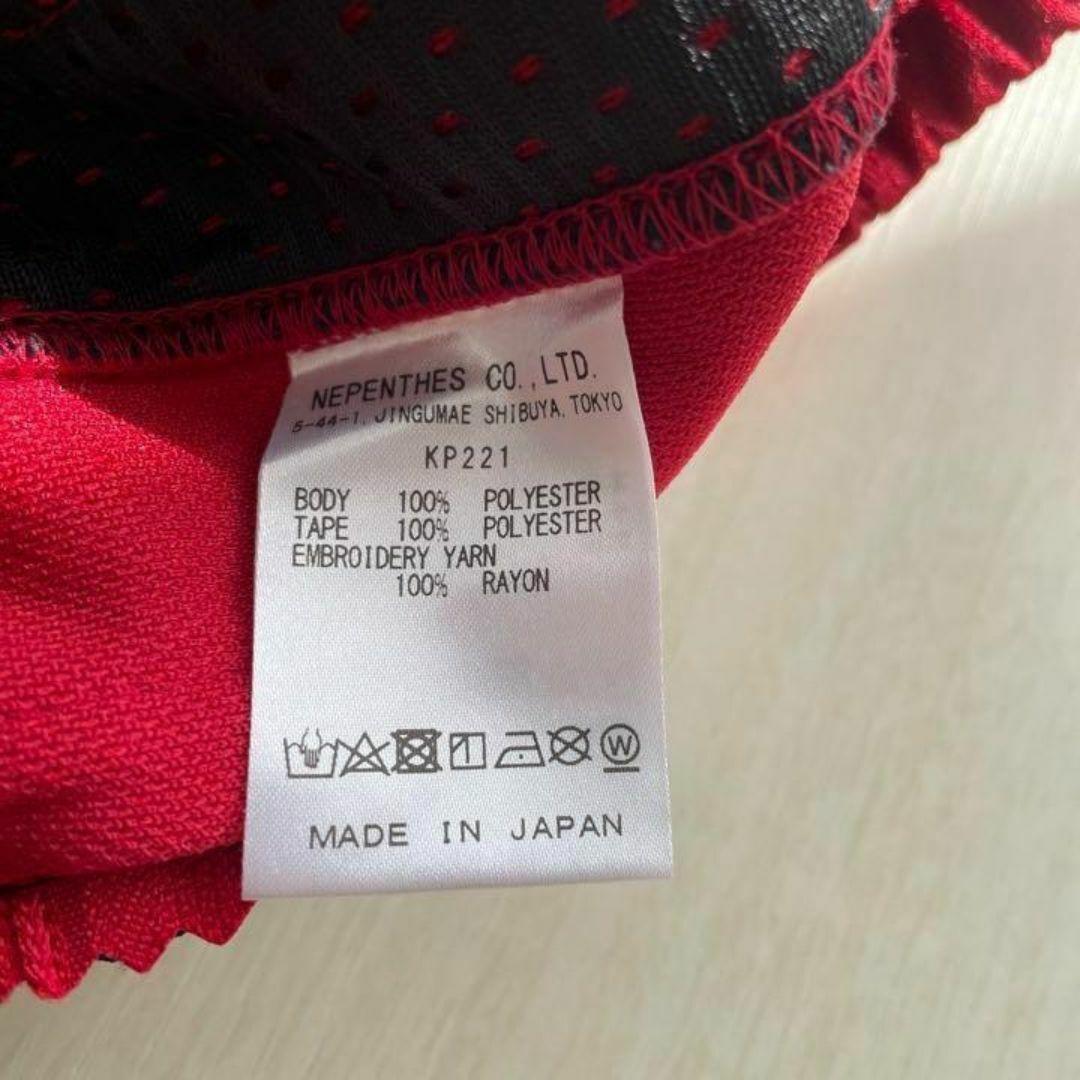 NEPENTHES CO.,LTD.
5-44-1, JINGUMAE SHIBUYA, TOKYO
KP221
BODY 100% POLYESTER
TAPE 100% POLYESTER
EMBROIDERY YARN
100% RAYON
W
MADE IN JAPAN